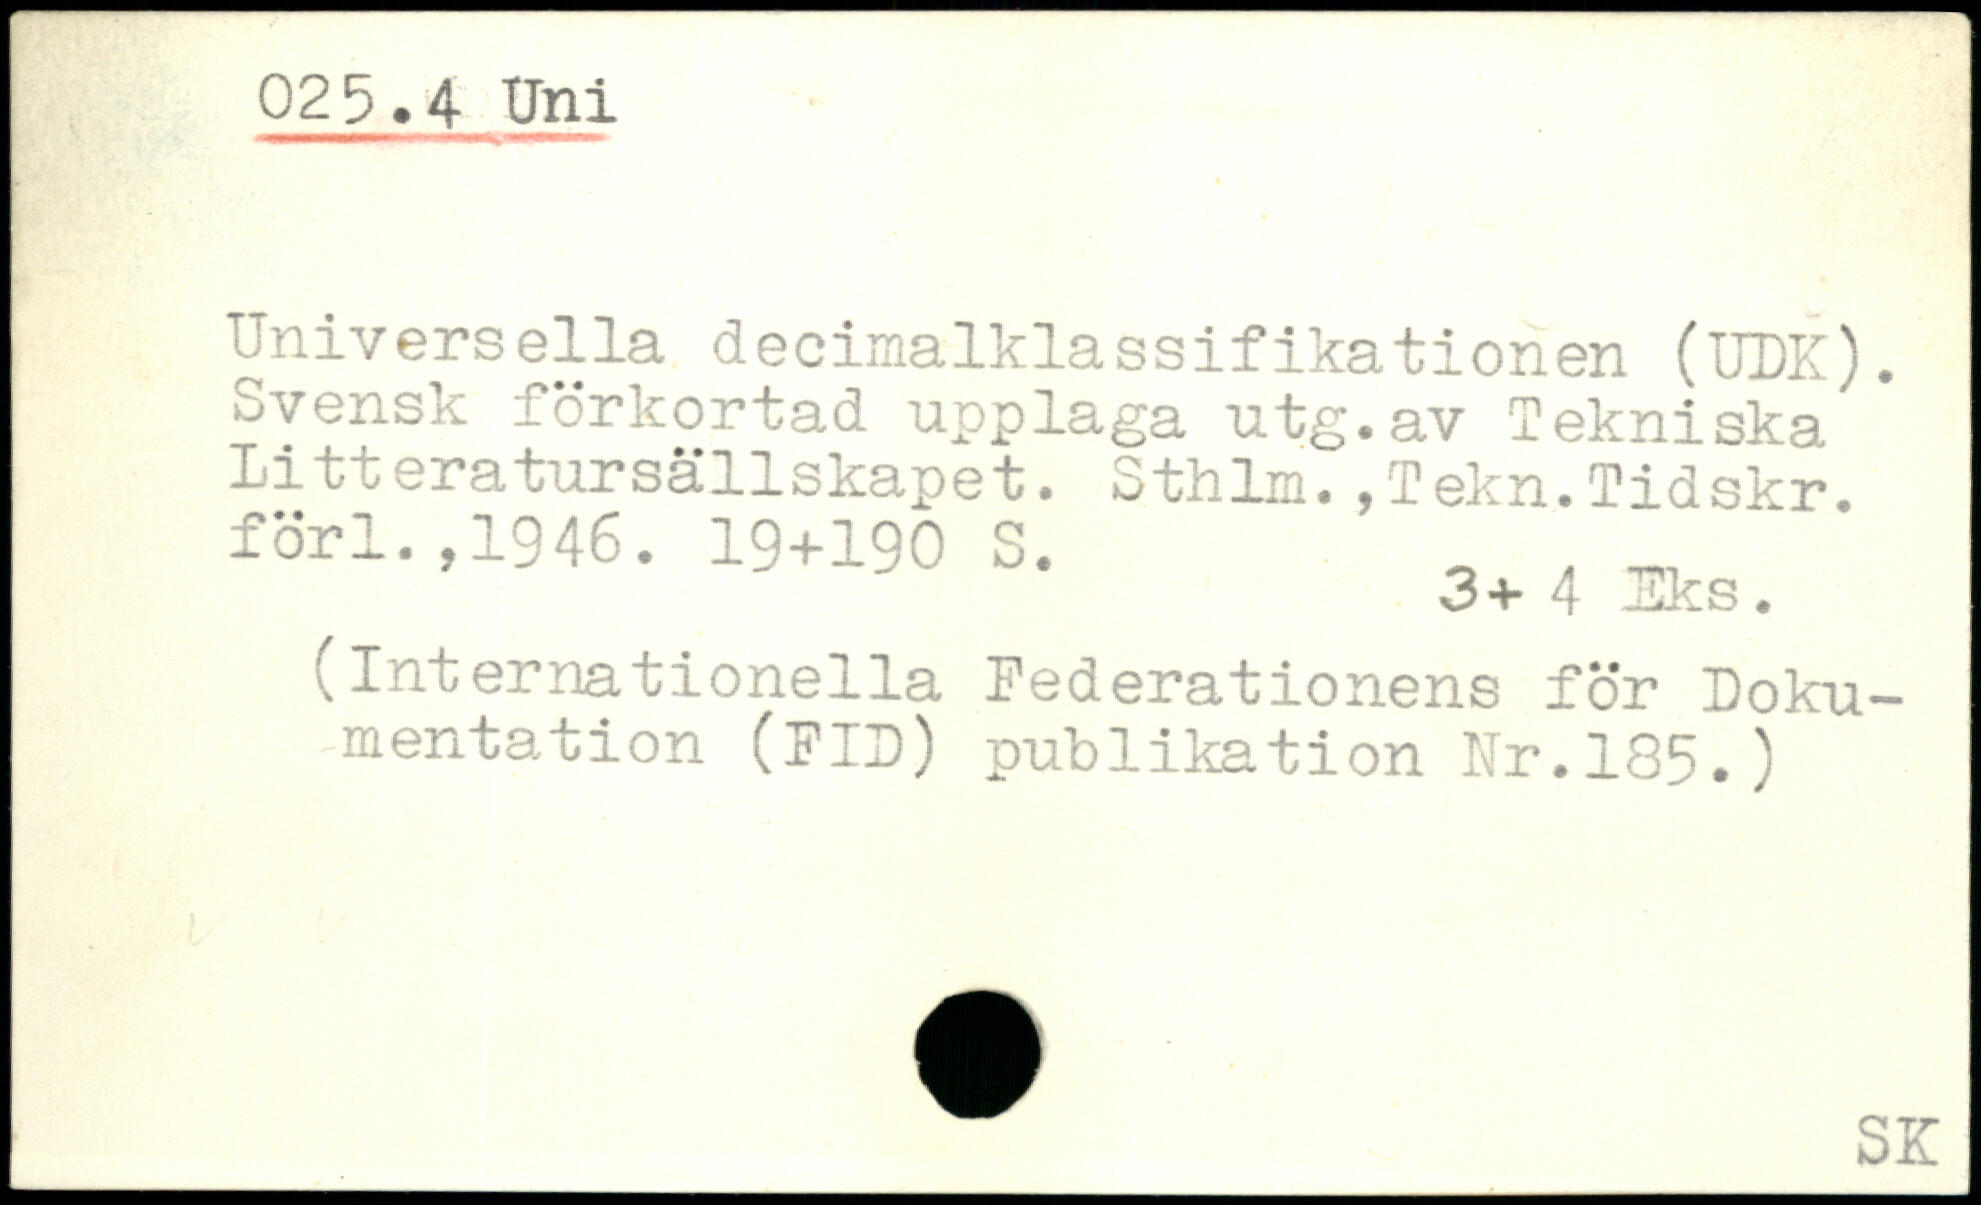 025.4 Uni
Universella decimalklassifikationen (UDK).
Svensk förkortad upplaga utg.av Tekniska
Litteratursällskapet. Sthlm.,Tekn.Tidskr.
förl.,1946. 19+190 S.
3+ 4 Eks.
(Internationella Federationens för Doku-
mentation (FID) publikation Nr.185.)
SK